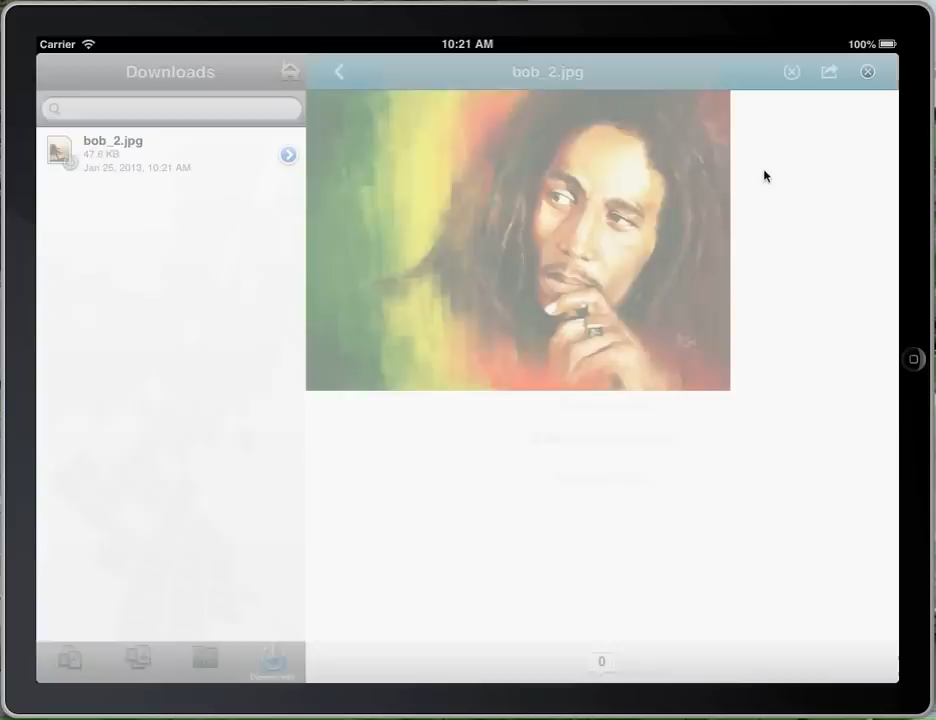 Carrier
10:21 AM
100%
Downloads
bob_2.jpg
bob_2.jpg
47.6 KB
Jan 25, 2013, 10:21 AM
Downloads
0